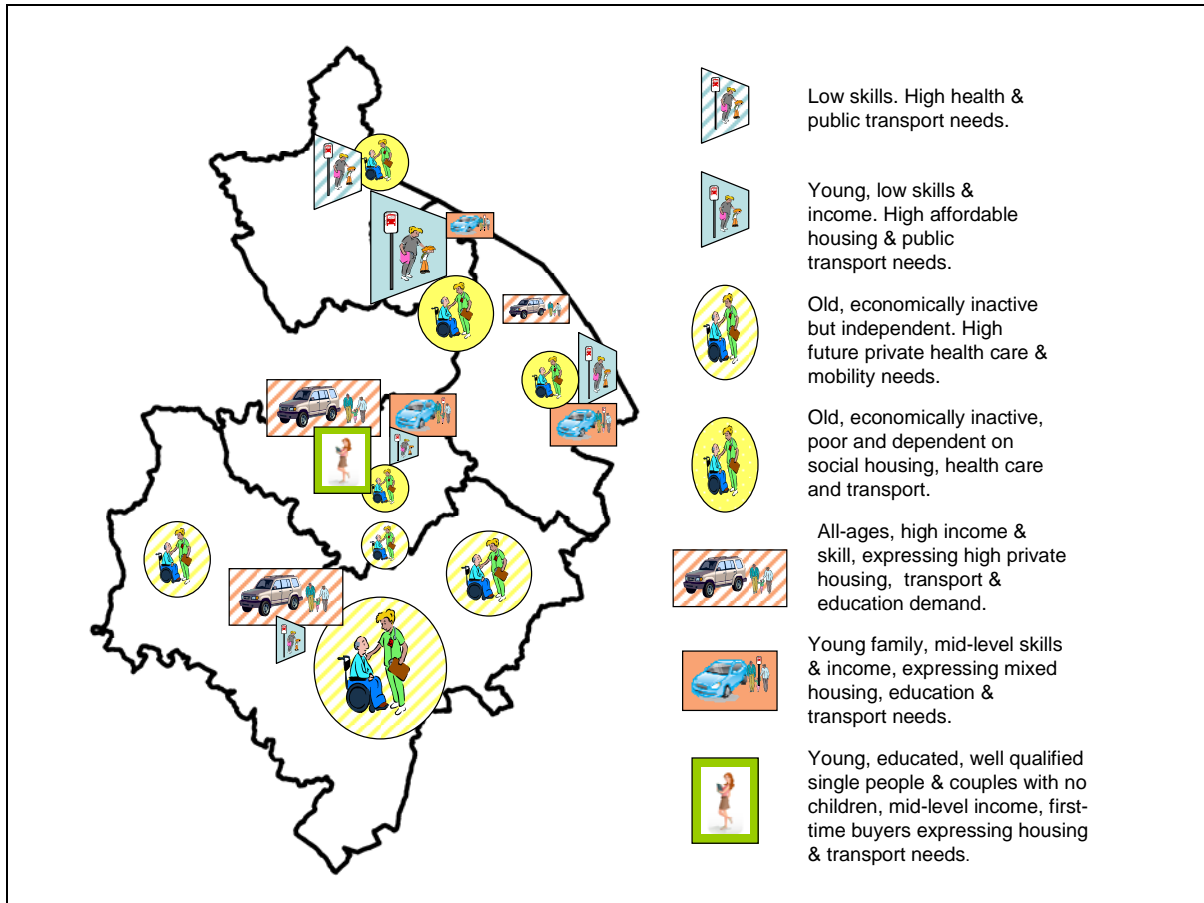 Low skills. High health &
public transport needs.
Young, low skills &
income. High affordable
housing & public
transport needs.
Old, economically inactive
but independent. High
future private health care &
mobility needs.
Old, economically inactive,
poor and dependent on
social housing, health care
and transport.
All-ages, high income &
skill, expressing high private
housing, transport &
education demand.
Young family, mid-level skills
& income, expressing mixed
housing, education &
transport needs.
Young, educated, well qualified
single people & couples with no
children, mid-level income, first-
time buyers expressing housing
& transport needs.